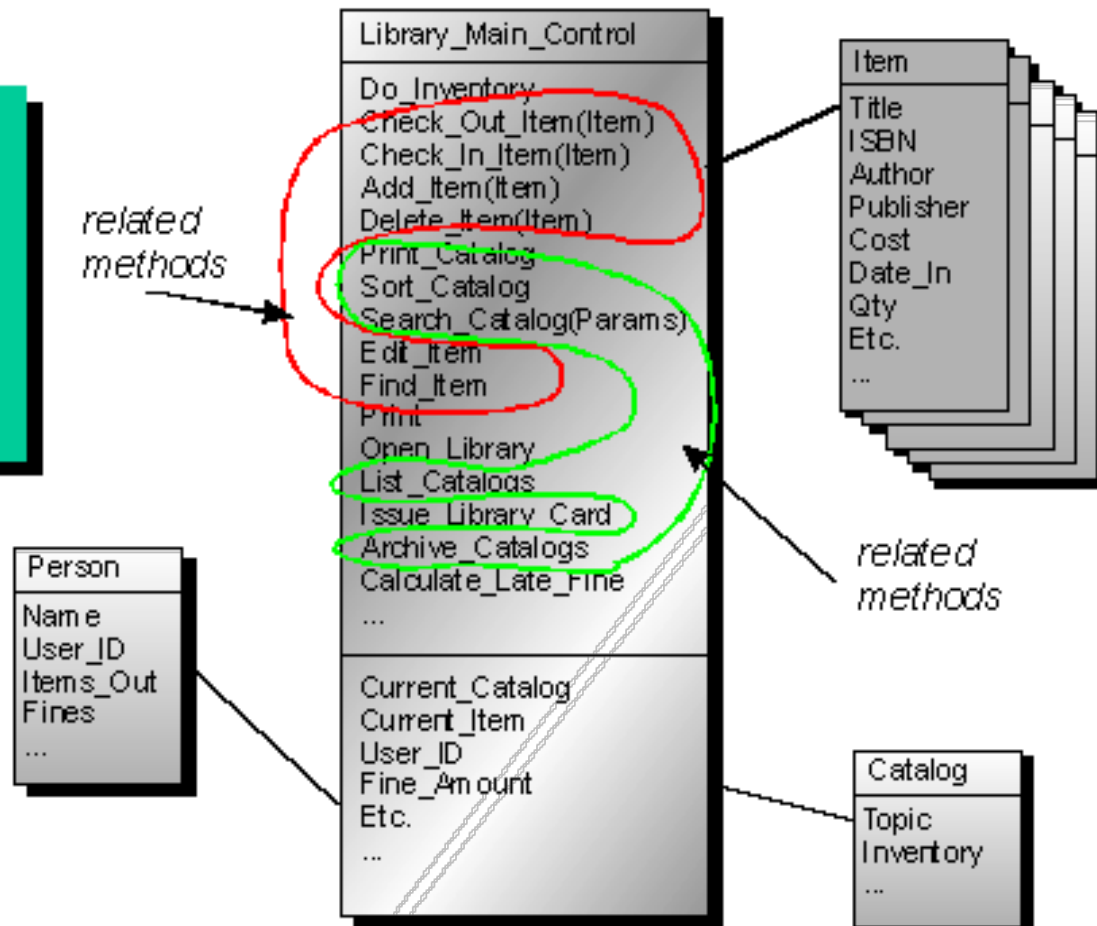 Library_Main_Control
Do_Inventory
Check_Out_Item(Item)
Check_In_Item(Item)
Add_Item(Item)
Delete_Item(Item)
Print_Catalog
Sort_Catalog
Search_Catalog(Params)
Edit_Item
Find_Item
Print
Open_Library
List_Catalogs
Issue_Library_Card
Archive_Catalogs
Calculate_Late_Fine
...
Current_Catalog
Current_Item
User_ID
Fine_Amount
Etc.
...
related
methods
Item
Title
ISBN
Author
Publisher
Cost
Date_In
Qty
Etc.
...
related
methods
Person
Name
User_ID
Items_Out
Fines
...
Catalog
Topic
Inventory
...